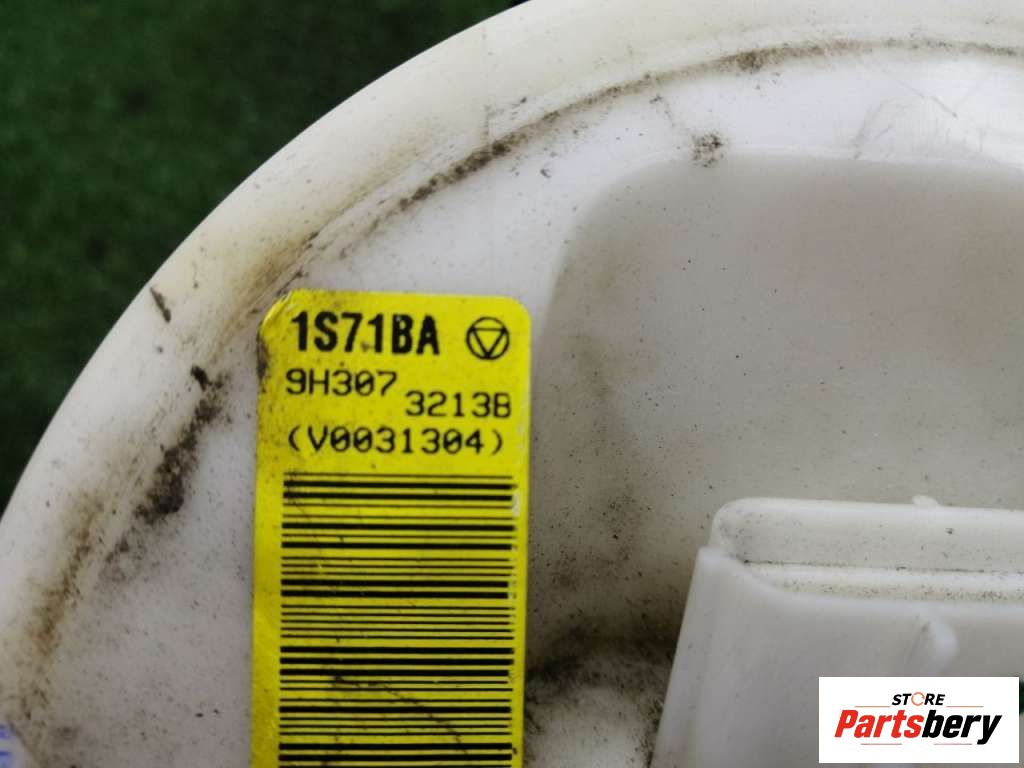 1S71BA
9H307
3213B
(V0031304)
STORE
Partsbery